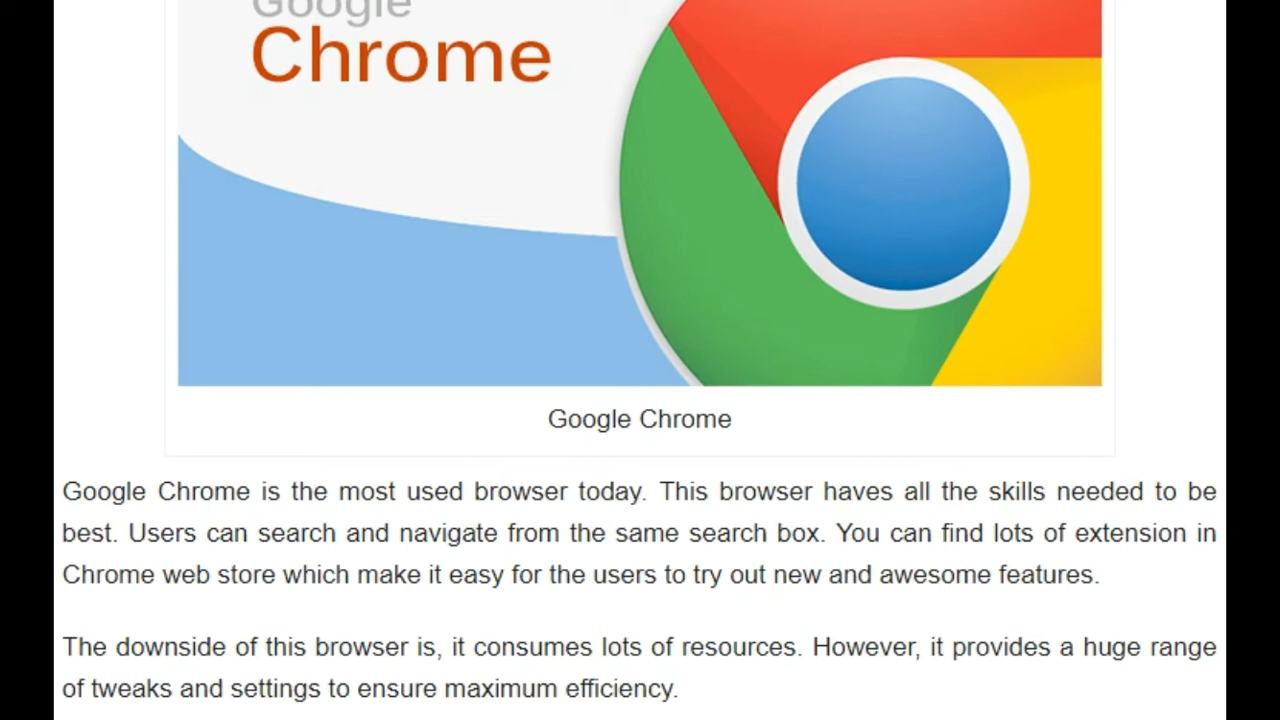 Google
Chrome
Google Chrome
Google Chrome is the most used browser today. This browser haves all the skills needed to be
best. Users can search and navigate from the same search box. You can find lots of extension in
Chrome web store which make it easy for the users to try out new and awesome features.
The downside of this browser is, it consumes lots of resources. However, it provides a huge range
of tweaks and settings to ensure maximum efficiency.